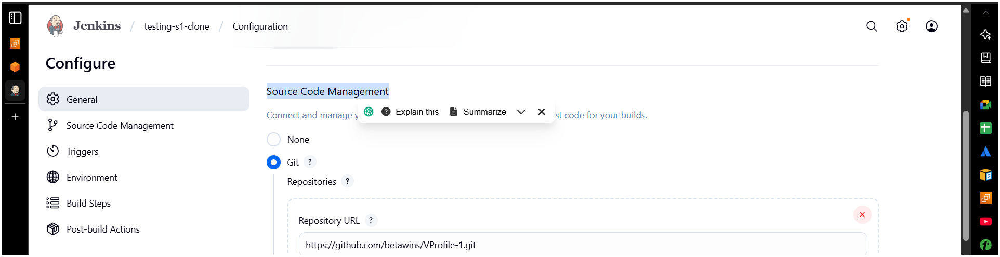 Jenkins / testing-s1-clone / Configuration
Configure
General
Source Code Management
Triggers
Environment
Build Steps
Post-build Actions
Source Code Management
Connect and manage y st code for your builds.
? Explain this Summarize
None
Git ?
Repositories ?
Repository URL ?
https://github.com/betawins/VProfile-1.git